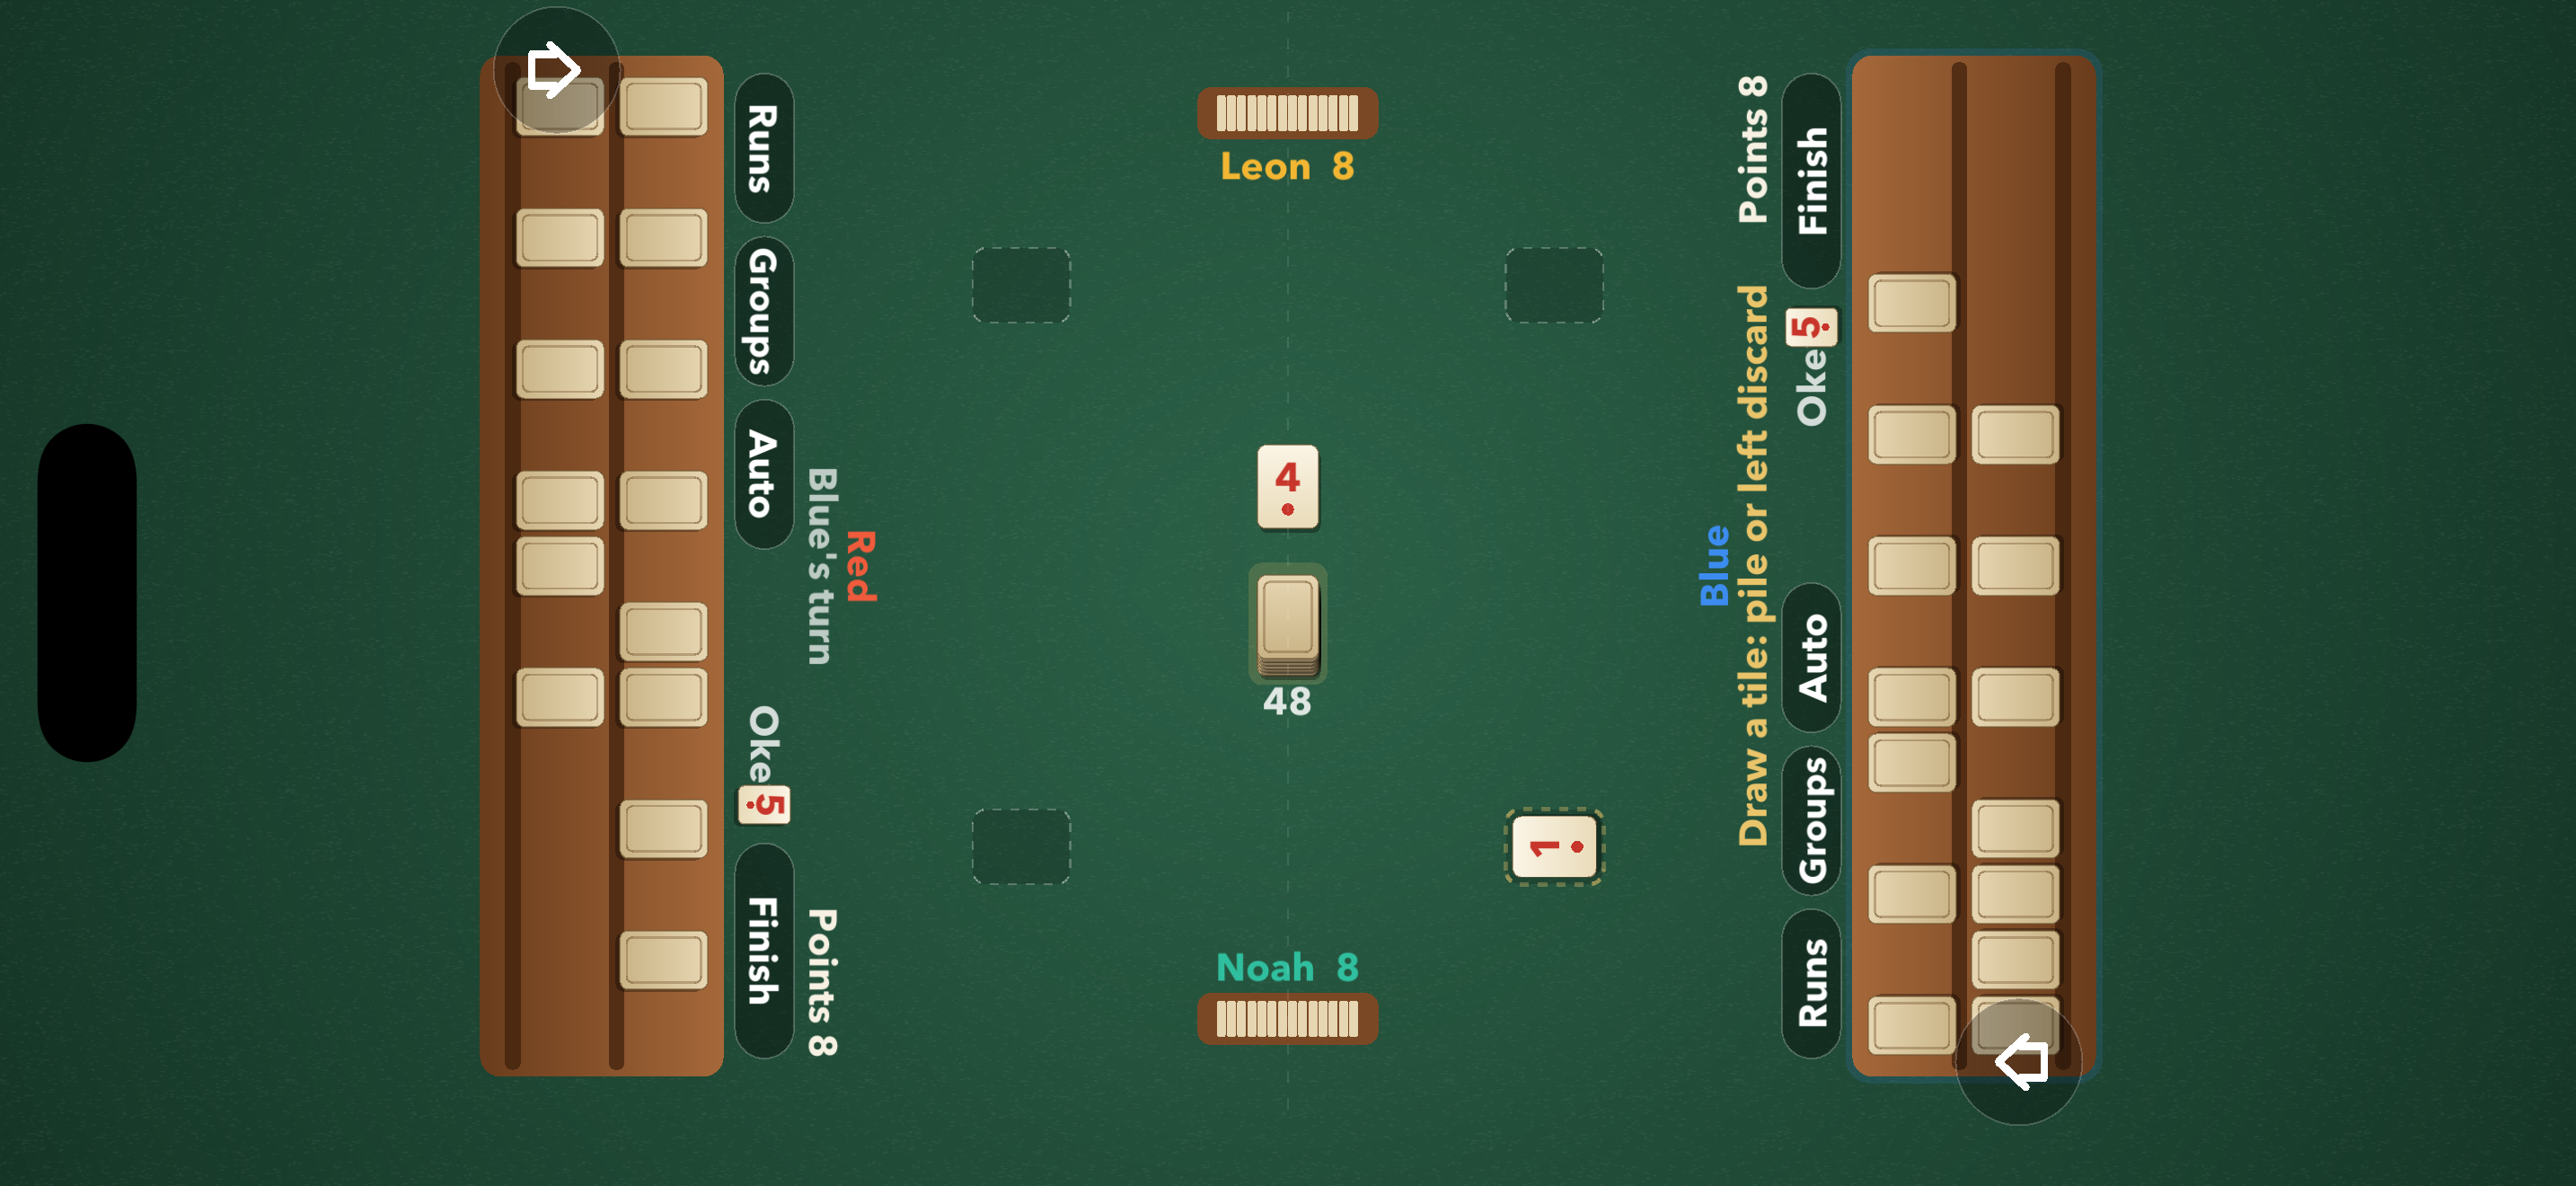 Runs
Groups
Auto
Oke 5
Finish
Blue's turn
Points 8
Red
Leon 8
4
48
Noah 8
1
Blue
Draw a tile: pile or left discard
Points 8
Runs
Groups
Auto
Oke 5
Finish